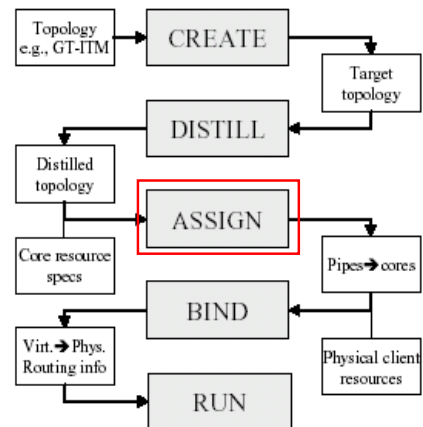 Topology
e.g., GT-ITM
CREATE
Target
topology
DISTILL
Distilled
topology
ASSIGN
Core resource
specs
Pipes➔cores
BIND
Virt.➔Phys.
Routing info
Physical client
resources
RUN